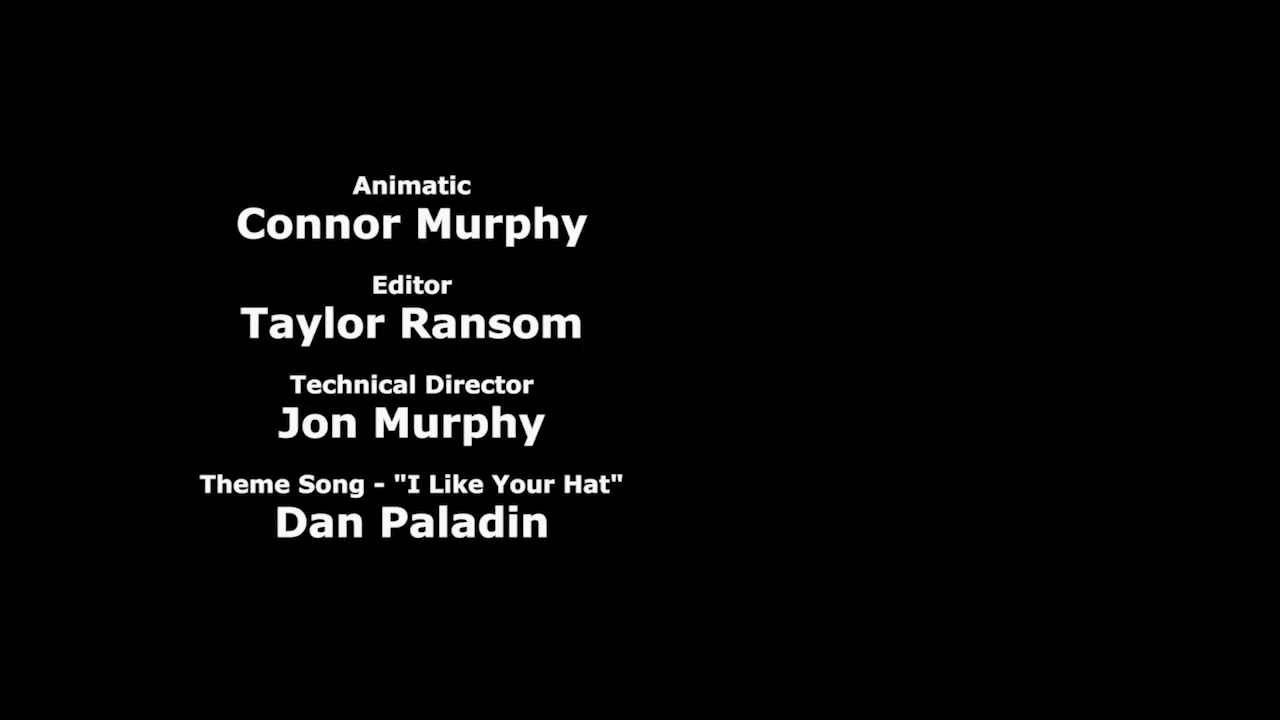 Animatic
Connor Murphy
Editor
Taylor Ransom
Technical Director
Jon Murphy
Theme Song - "I Like Your Hat"
Dan Paladin